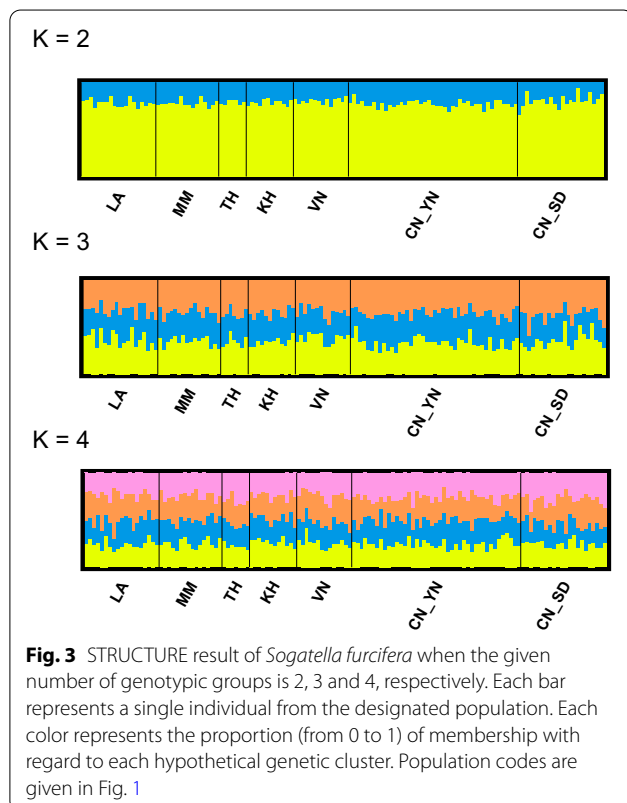 K = 2
LA MM TH KH VN CN_YN CN_SD
K = 3
LA MM TH KH VN CN_YN CN_SD
K = 4
LA MM TH KH VN CN_YN CN_SD
Fig. 3 STRUCTURE result of Sogatella furcifera when the given
number of genotypic groups is 2, 3 and 4, respectively. Each bar
represents a single individual from the designated population. Each
color represents the proportion (from 0 to 1) of membership with
regard to each hypothetical genetic cluster. Population codes are
given in Fig. 1